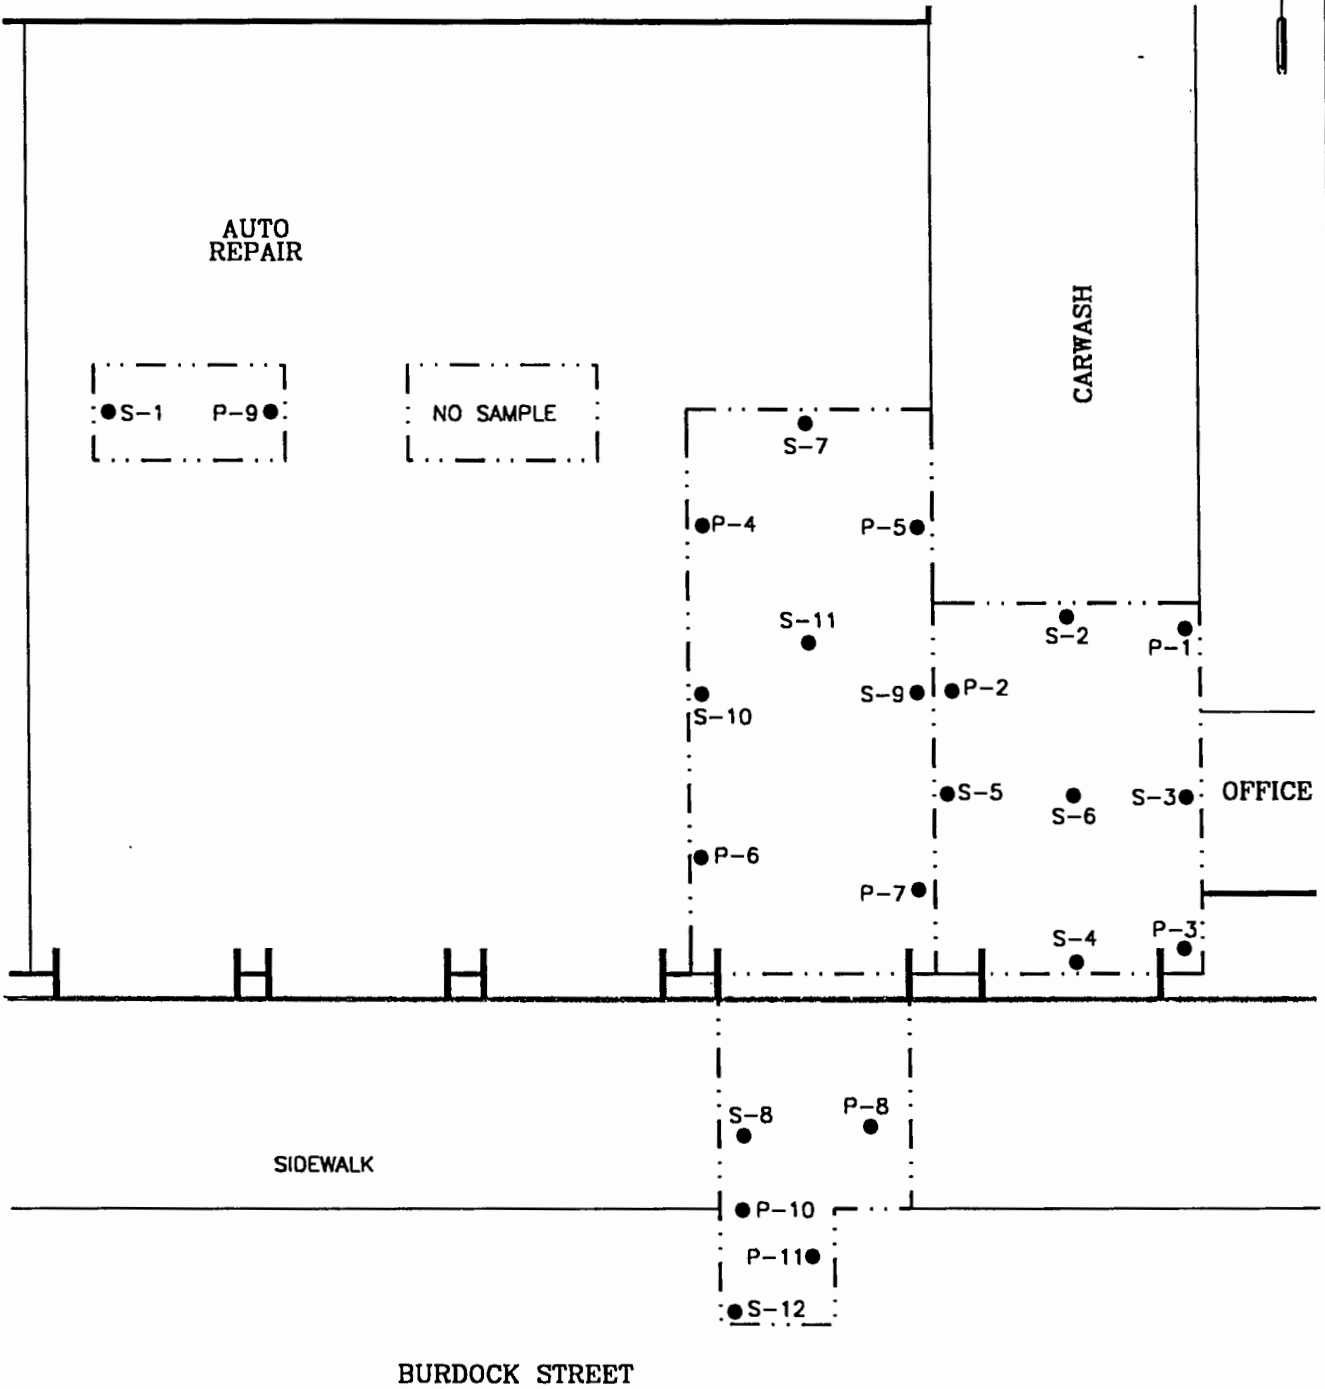 AUTO
REPAIR
CARWASH
S-1
P-9
NO SAMPLE
S-7
P-4
P-5
S-11
S-2
P-1
S-10
S-9
P-2
S-5
S-6
S-3
OFFICE
P-6
P-7
S-4
P-3
S-8
P-8
SIDEWALK
P-10
P-11
S-12
BURDOCK STREET